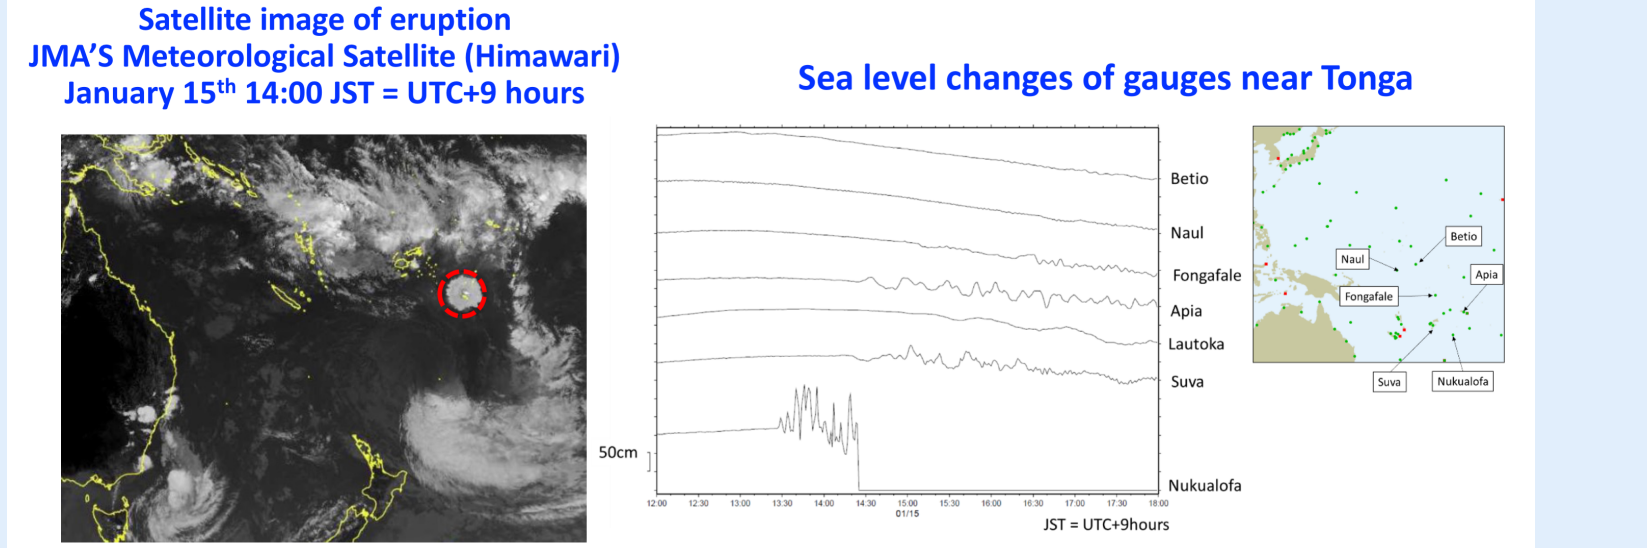 Satellite image of eruption
JMA’S Meteorological Satellite (Himawari)
January 15th 14:00 JST = UTC+9 hours
Sea level changes of gauges near Tonga
Betio
Naul
Fongafale
Apia
Lautoka
Suva
Nukualofa
50cm
12:00 12:30 13:00 13:30 14:00 14:30 15:00 15:30 16:00 16:30 17:00 17:30 18:00
01/15
JST = UTC+9hours
Betio
Naul
Apia
Fongafale
Suva
Nukualofa